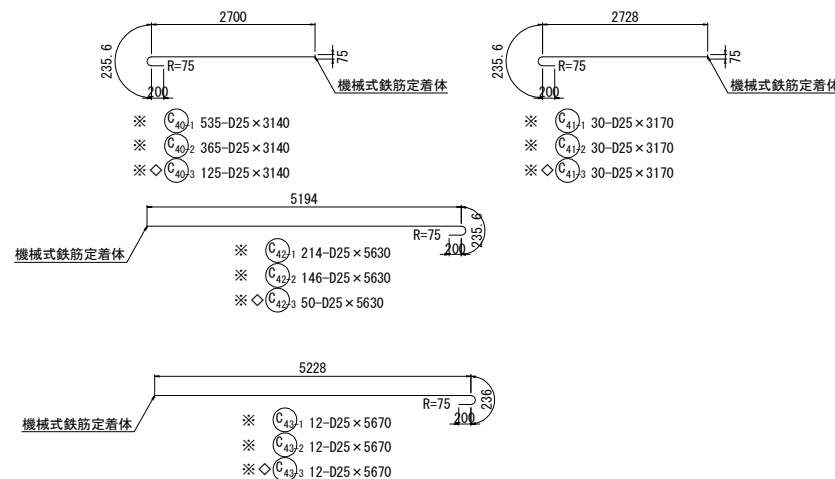 2700
235.6
R=75
75
200
機械式鉄筋定着体
※ C40-1 535-D25×3140
※ C40-2 365-D25×3140
※◇ C40-3 125-D25×3140
2728
235.6
R=75
75
200
機械式鉄筋定着体
※ C41-1 30-D25×3170
※ C41-2 30-D25×3170
※◇ C41-3 30-D25×3170
5194
235.6
R=75
200
機械式鉄筋定着体
※ C42-1 214-D25×5630
※ C42-2 146-D25×5630
※◇ C42-3 50-D25×5630
5228
236
R=75
200
機械式鉄筋定着体
※ C43-1 12-D25×5670
※ C43-2 12-D25×5670
※◇ C43-3 12-D25×5670